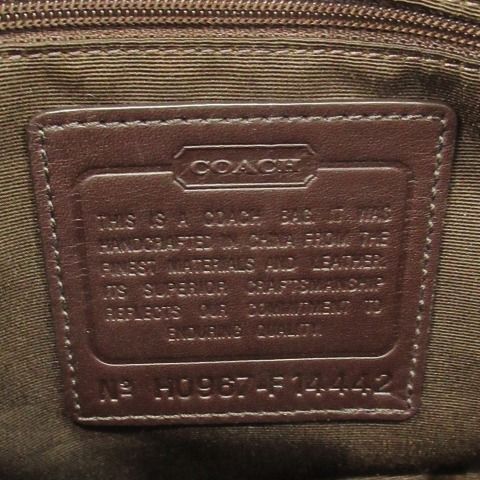 COACH
THIS IS A COACH BAG. IT WAS
HANDCRAFTED IN CHINA FROM THE
FINEST MATERIALS AND LEATHER.
ITS SUPERIOR CRAFTSMANSHIP
REFLECTS OUR COMMITMENT TO
ENDURING QUALITY.
Nº H0967-F14442